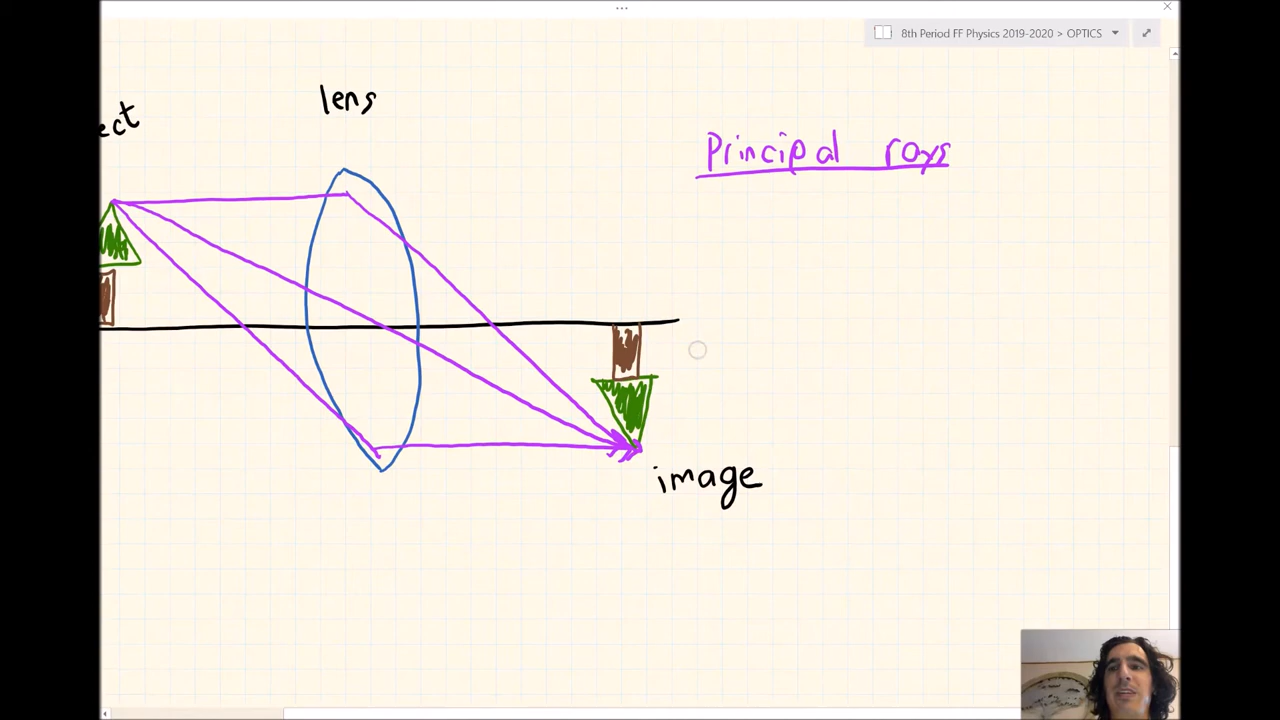 8th Period FF Physics 2019-2020 > OPTICS
lens
ect
Principal rays
image